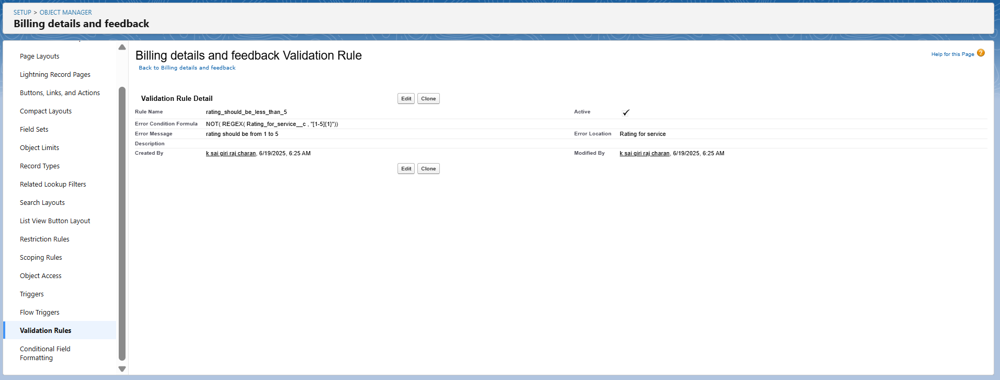 SETUP > OBJECT MANAGER
Billing details and feedback
Page Layouts
Lightning Record Pages
Buttons, Links, and Actions
Compact Layouts
Field Sets
Object Limits
Record Types
Related Lookup Filters
Search Layouts
List View Button Layout
Restriction Rules
Scoping Rules
Object Access
Triggers
Flow Triggers
Validation Rules
Conditional Field
Formatting
Billing details and feedback Validation Rule
Help for this Page ?
Back to Billing details and feedback
Validation Rule Detail Edit Clone
Rule Name rating_should_be_less_than_5 Active ✓
Error Condition Formula NOT( REGEX( Rating_for_service__c , "[1-5]{1}"))
Error Message rating should be from 1 to 5 Error Location Rating for service
Description
Created By k sai giri raj charan, 6/19/2025, 6:25 AM Modified By k sai giri raj charan, 6/19/2025, 6:25 AM
Edit Clone